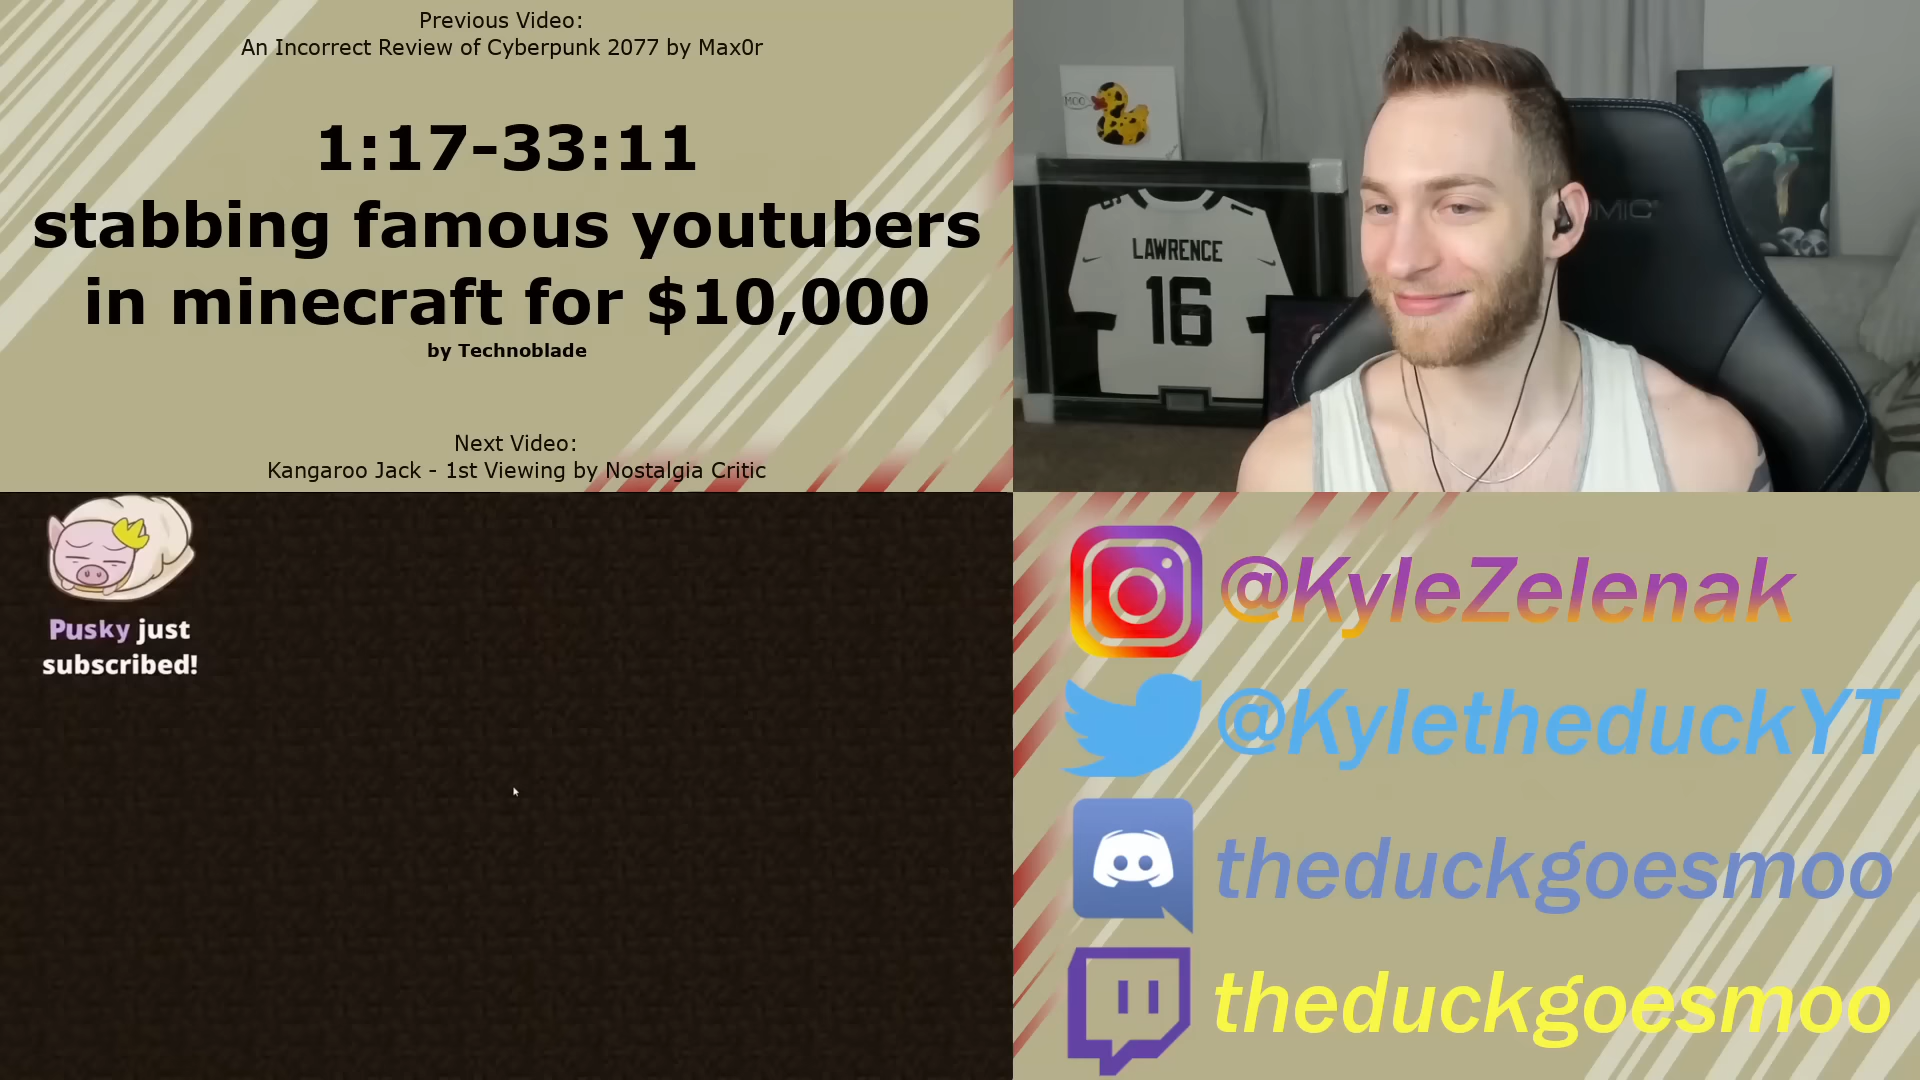 Previous Video:
An Incorrect Review of Cyberpunk 2077 by Max0r
1:17-33:11
stabbing famous youtubers
in minecraft for $10,000
by Technoblade
Next Video:
Kangaroo Jack - 1st Viewing by Nostalgia Critic
MOO
LAWRENCE
16
Pusky just
subscribed!
@KyleZelenak
@KyletheduckYT
theduckgoesmoo
theduckgoesmoo